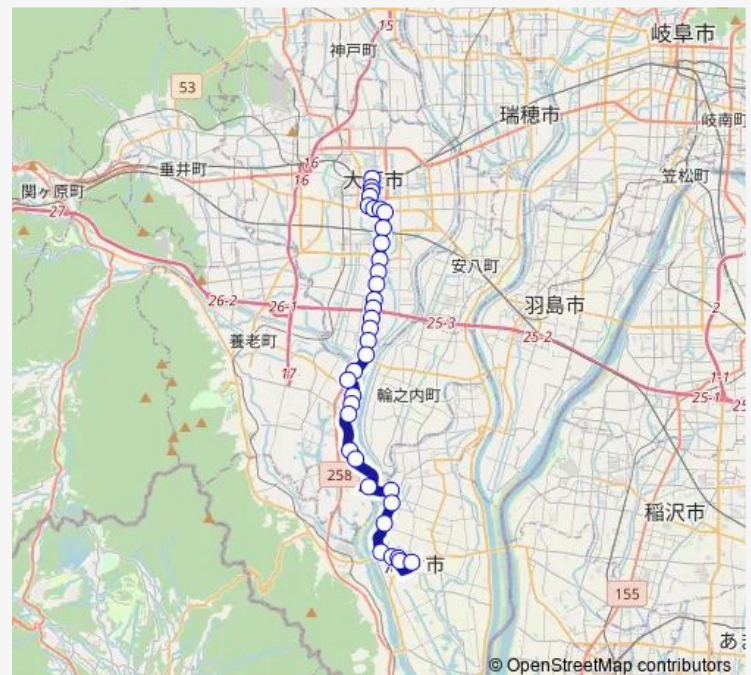 岐阜市
15
神戸町
53
瑞穂市
岐南町
16
垂井町
16
大 市
笠松町
関ヶ原町
27
安八町
26-2
26-1
羽島市
2
25-3
養老町
25-2
17
1-1
輪之内町
25-1
25
258
稲沢市
市
155
あ
© OpenStreetMap contributors